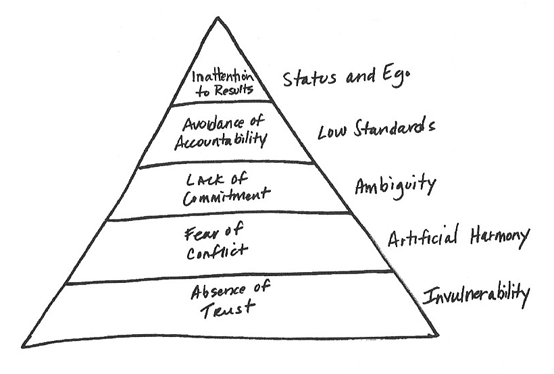 Inattention
to Results
Status and Ego
Avoidance of
Accountability
Low Standards
Lack of
Commitment
Ambiguity
Fear of
Conflict
Artificial Harmony
Absence of
Trust
Invulnerability